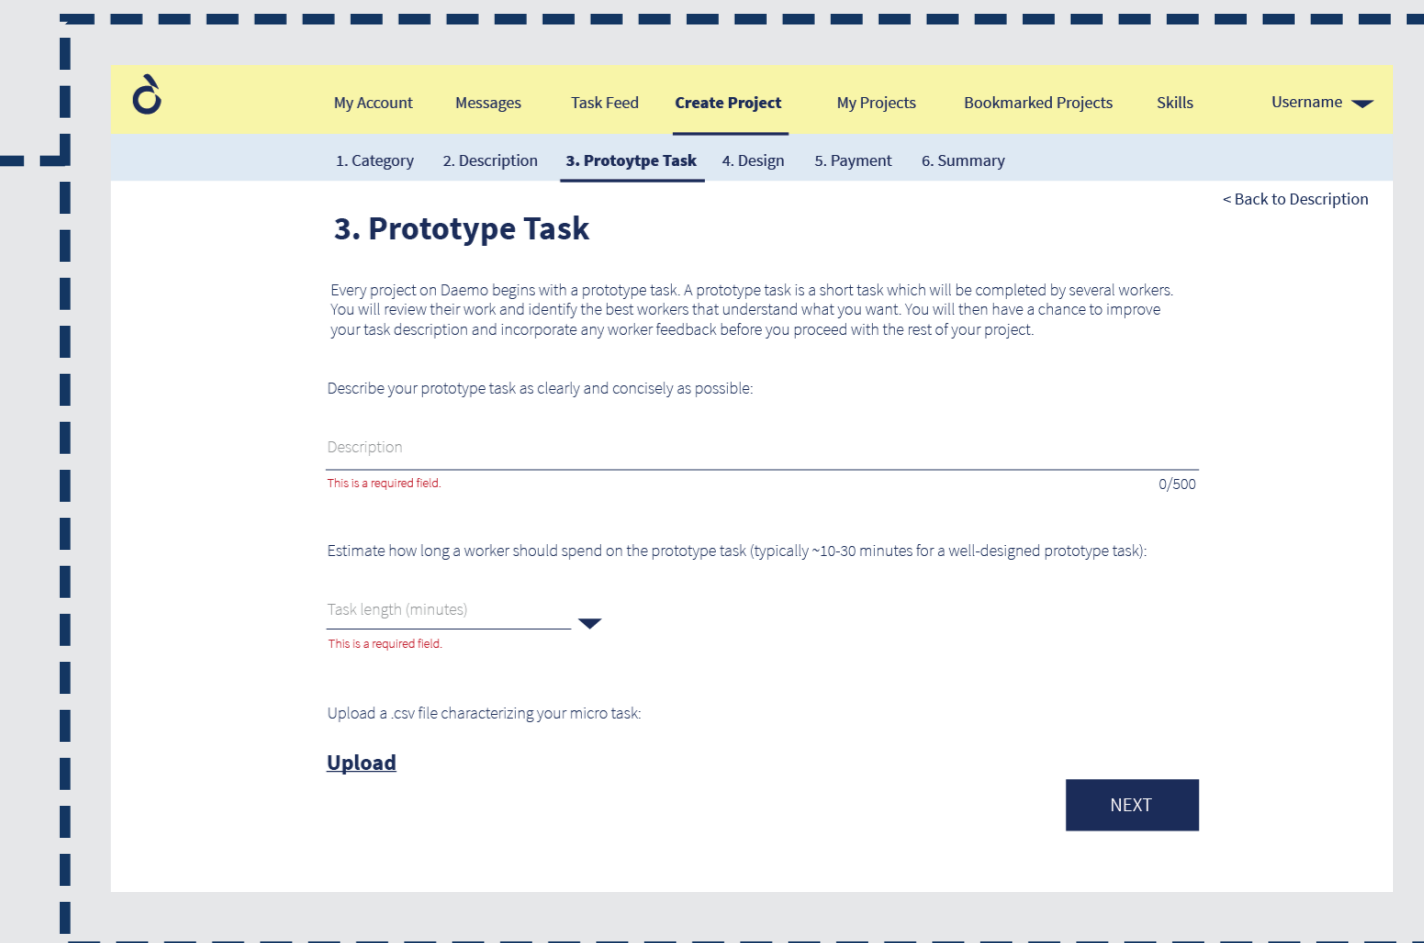 My Account Messages Task Feed Create Project My Projects Bookmarked Projects Skills Username
1. Category 2. Description 3. Protoytpe Task 4. Design 5. Payment 6. Summary
< Back to Description
3. Prototype Task
Every project on Daemo begins with a prototype task. A prototype task is a short task which will be completed by several workers.
You will review their work and identify the best workers that understand what you want. You will then have a chance to improve
your task description and incorporate any worker feedback before you proceed with the rest of your project.
Describe your prototype task as clearly and concisely as possible:
Description
This is a required field. 0/500
Estimate how long a worker should spend on the prototype task (typically ~10-30 minutes for a well-designed prototype task):
Task length (minutes)
This is a required field.
Upload a .csv file characterizing your micro task:
Upload
NEXT